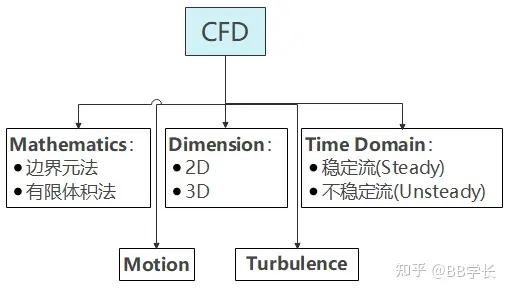 CFD
Mathematics：
●边界元法
●有限体积法
Dimension：
●2D
●3D
Time Domain：
●稳定流(Steady)
●不稳定流(Unsteady)
Motion
Turbulence
知乎 @BB学长